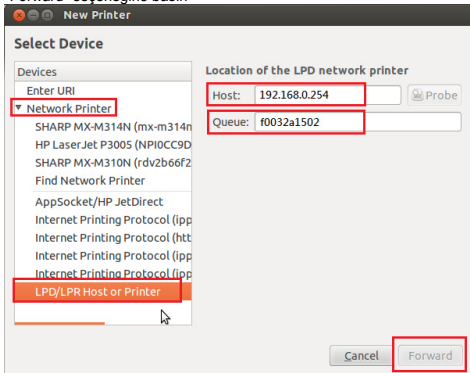 "Forward" seçeneğine basın
New Printer
Select Device
Devices
Enter URI
Network Printer
SHARP MX-M314N (mx-m314n
HP LaserJet P3005 (NPI0CC9D
SHARP MX-M310N (rdv2b66f2
Find Network Printer
AppSocket/HP JetDirect
Internet Printing Protocol (ipp
Internet Printing Protocol (htt
Internet Printing Protocol (ipp
Internet Printing Protocol (ipp
LPD/LPR Host or Printer
Location of the LPD network printer
Host: 192.168.0.254 Probe
Queue: f0032a1502
Cancel Forward